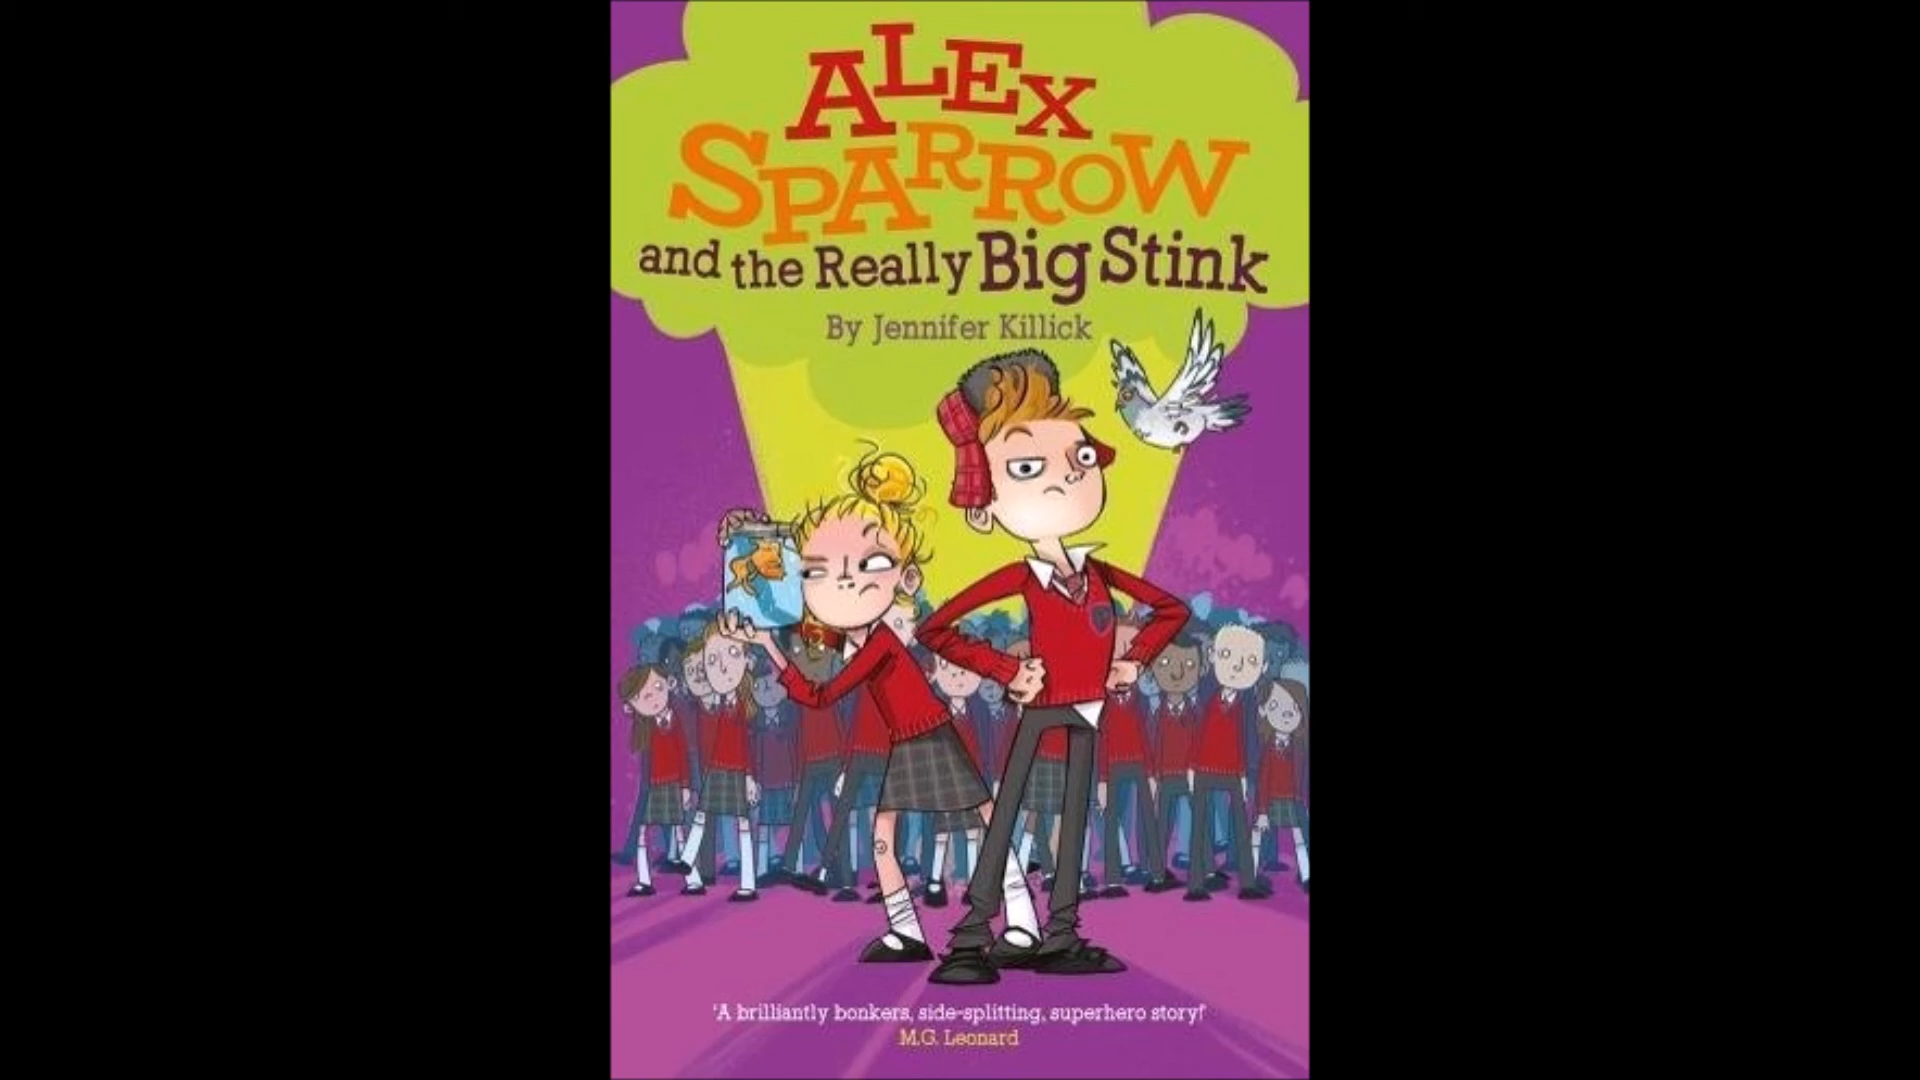 ALEX
SPARROW
and the Really Big Stink
By Jennifer Killick
'A brilliantly bonkers, side-splitting, superhero story!'
M.G. Leonard